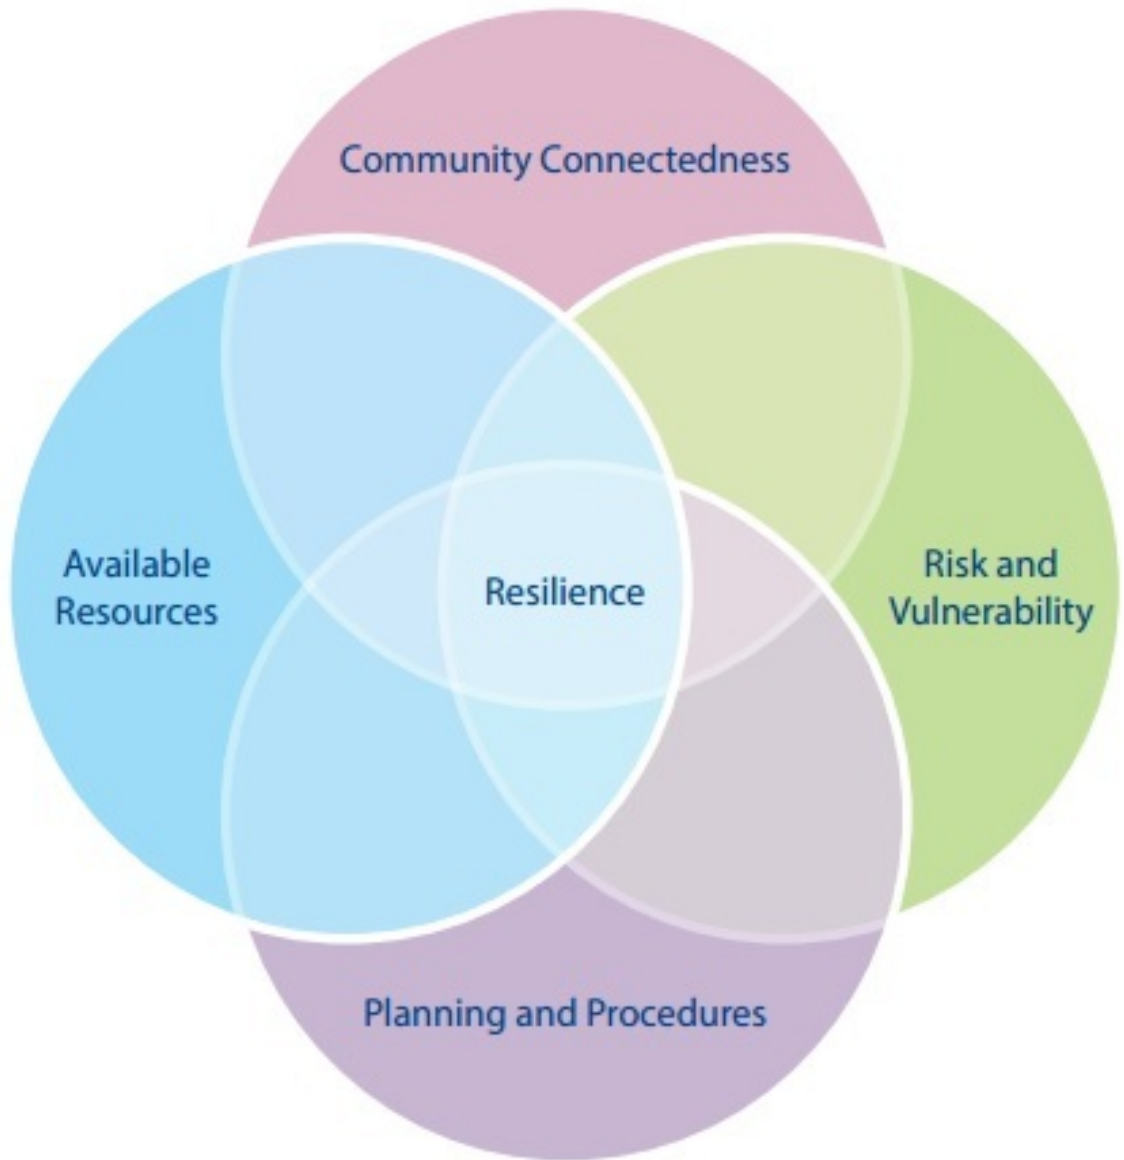 Community Connectedness
Available
Resources
Resilience
Risk and
Vulnerability
Planning and Procedures